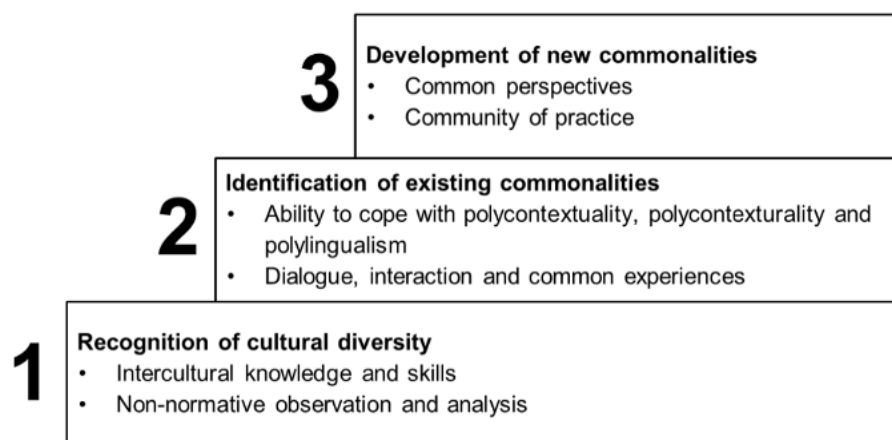 3
Development of new commonalities
• Common perspectives
• Community of practice
2
Identification of existing commonalities
• Ability to cope with polycontextuality, polycontexturality and
polylingualism
• Dialogue, interaction and common experiences
1
Recognition of cultural diversity
• Intercultural knowledge and skills
• Non-normative observation and analysis